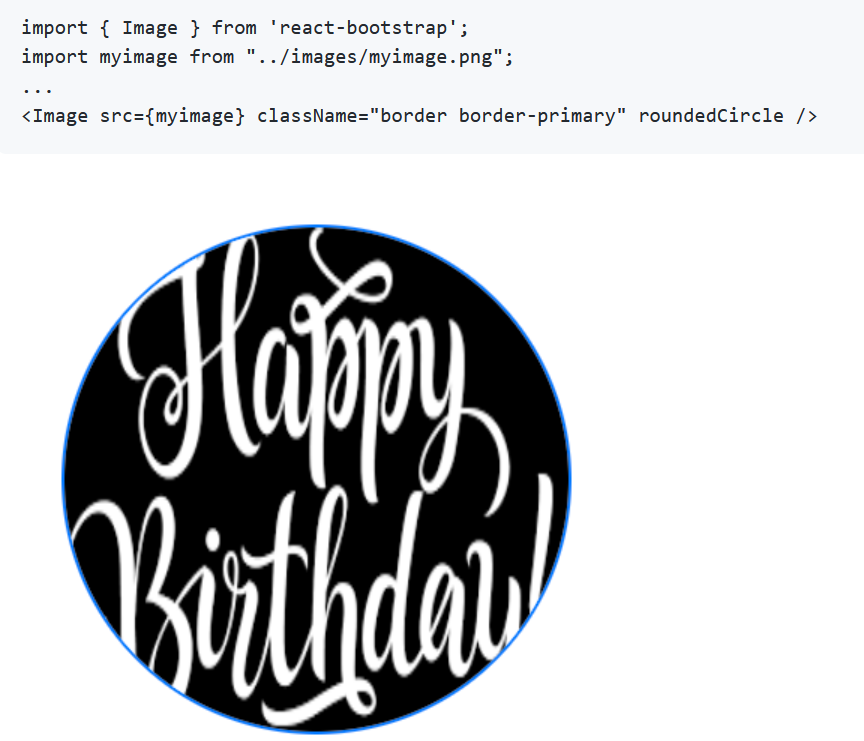 import { Image } from 'react-bootstrap';
import myimage from "../images/myimage.png";
...
<Image src={myimage} className="border border-primary" roundedCircle />
Happy
Birthday!